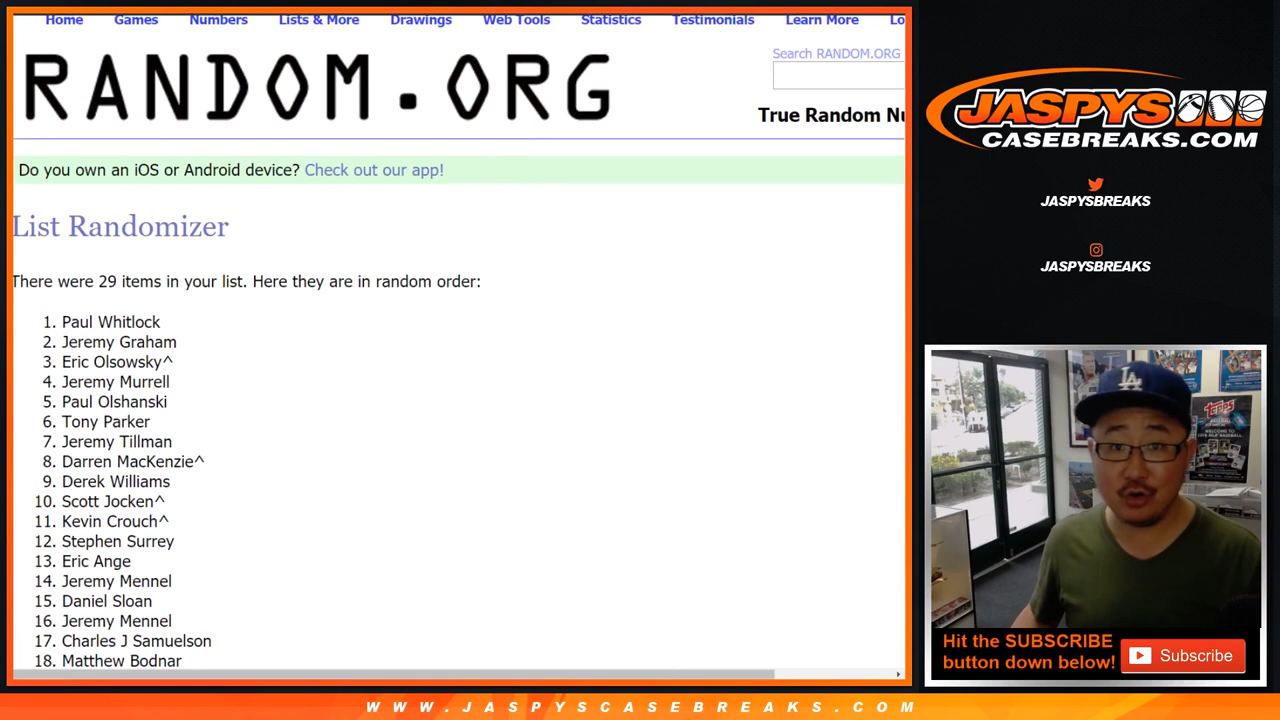 Home Games Numbers Lists & More Drawings Web Tools Statistics Testimonials Learn More Lo
RANDOM.ORG
Search RANDOM.ORG
True Random Nu
Do you own an iOS or Android device? Check out our app!
List Randomizer
There were 29 items in your list. Here they are in random order:
1. Paul Whitlock
2. Jeremy Graham
3. Eric Olsowsky^
4. Jeremy Murrell
5. Paul Olshanski
6. Tony Parker
7. Jeremy Tillman
8. Darren MacKenzie^
9. Derek Williams
10. Scott Jocken^
11. Kevin Crouch^
12. Stephen Surrey
13. Eric Ange
14. Jeremy Mennel
15. Daniel Sloan
16. Jeremy Mennel
17. Charles J Samuelson
18. Matthew Bodnar
JASPYS
CASEBREAKS.COM
JASPYSBREAKS
JASPYSBREAKS
LA
Topps
Hit the SUBSCRIBE
button down below!
Subscribe
WWW.JASPYSCASEBREAKS.COM